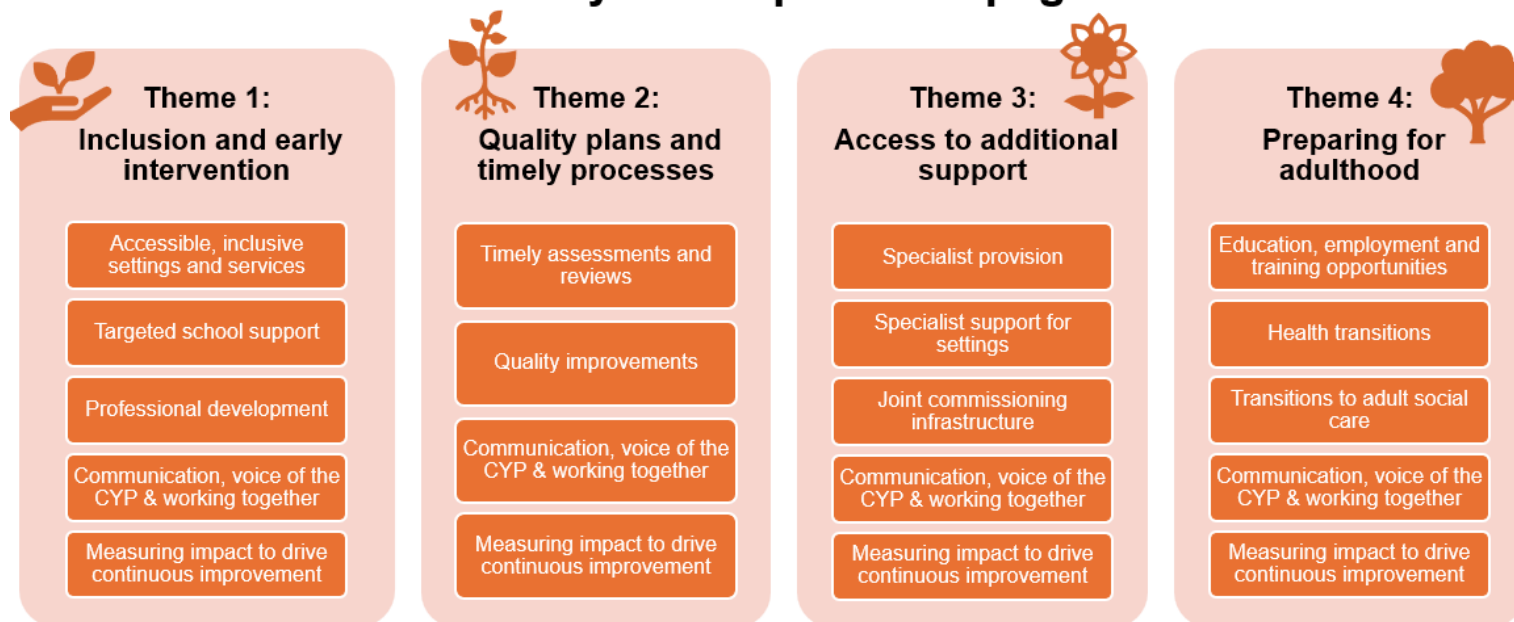 Theme 1:
Inclusion and early
intervention
Accessible, inclusive
settings and services
Targeted school support
Professional development
Communication, voice of the
CYP & working together
Measuring impact to drive
continuous improvement
Theme 2:
Quality plans and
timely processes
Timely assessments and
reviews
Quality improvements
Communication, voice of the
CYP & working together
Measuring impact to drive
continuous improvement
Theme 3:
Access to additional
support
Specialist provision
Specialist support for
settings
Joint commissioning
infrastructure
Communication, voice of the
CYP & working together
Measuring impact to drive
continuous improvement
Theme 4:
Preparing for
adulthood
Education, employment and
training opportunities
Health transitions
Transitions to adult social
care
Communication, voice of the
CYP & working together
Measuring impact to drive
continuous improvement